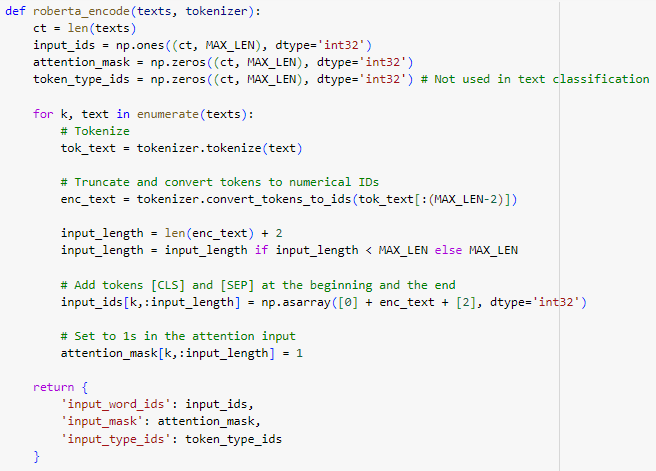 def roberta_encode(texts, tokenizer):
    ct = len(texts)
    input_ids = np.ones((ct, MAX_LEN), dtype='int32')
    attention_mask = np.zeros((ct, MAX_LEN), dtype='int32')
    token_type_ids = np.zeros((ct, MAX_LEN), dtype='int32') # Not used in text classification

    for k, text in enumerate(texts):
        # Tokenize
        tok_text = tokenizer.tokenize(text)

        # Truncate and convert tokens to numerical IDs
        enc_text = tokenizer.convert_tokens_to_ids(tok_text[:(MAX_LEN-2)])

        input_length = len(enc_text) + 2
        input_length = input_length if input_length < MAX_LEN else MAX_LEN

        # Add tokens [CLS] and [SEP] at the beginning and the end
        input_ids[k,:input_length] = np.asarray([0] + enc_text + [2], dtype='int32')

        # Set to 1s in the attention input
        attention_mask[k,:input_length] = 1

    return {
        'input_word_ids': input_ids,
        'input_mask': attention_mask,
        'input_type_ids': token_type_ids
    }